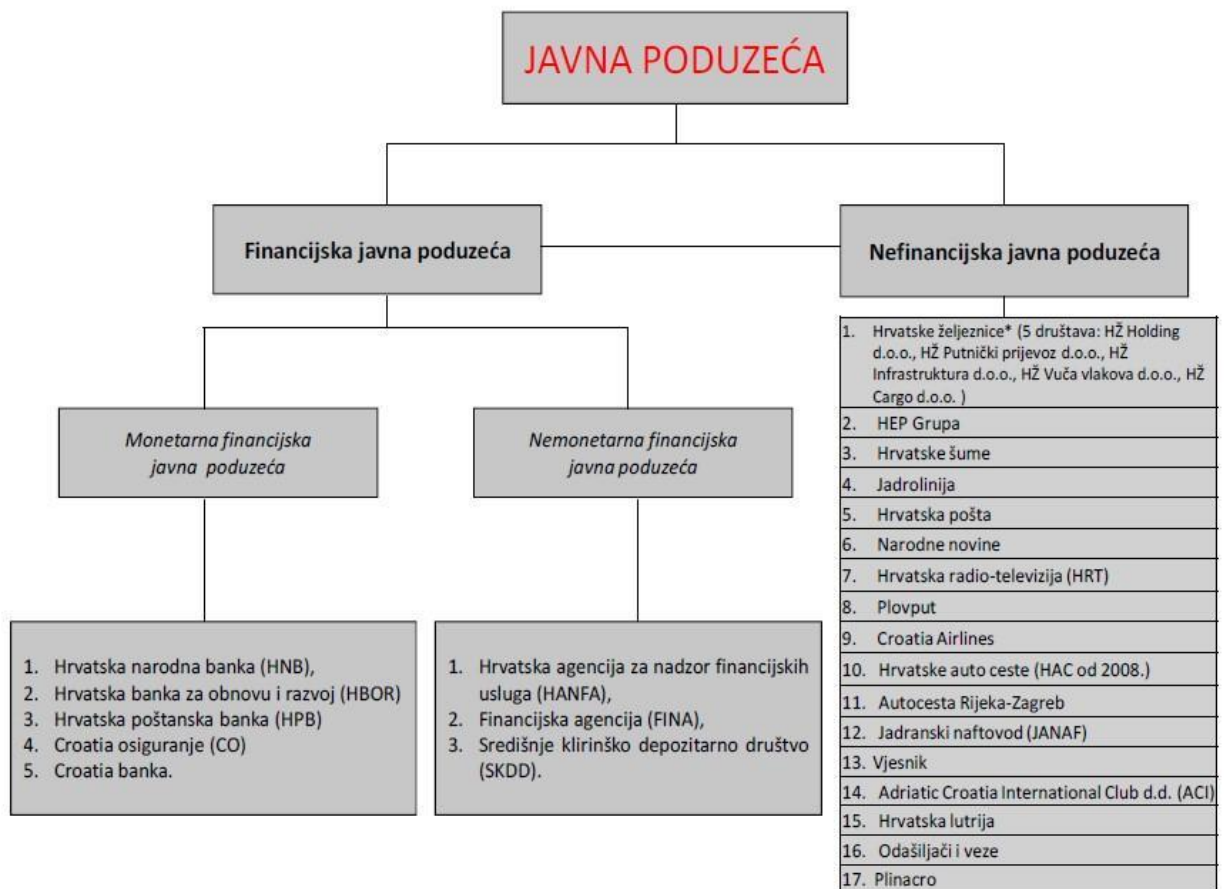 JAVNA PODUZEĆA
Financijska javna poduzeća
Nefinancijska javna poduzeća
Monetarna financijska
javna poduzeća
Nemonetarna financijska
javna poduzeća
1. Hrvatska narodna banka (HNB),
2. Hrvatska banka za obnovu i razvoj (HBOR)
3. Hrvatska poštanska banka (HPB)
4. Croatia osiguranje (CO)
5. Croatia banka.
1. Hrvatska agencija za nadzor financijskih
usluga (HANFA),
2. Financijska agencija (FINA),
3. Središnje klirinško depozitarno društvo
(SKDD).
1. Hrvatske željeznice* (5 društava: HŽ Holding
d.o.o., HŽ Putnički prijevoz d.o.o., HŽ
Infrastruktura d.o.o., HŽ Vuča vlakova d.o.o., HŽ
Cargo d.o.o. )
2. HEP Grupa
3. Hrvatske šume
4. Jadrolinija
5. Hrvatska pošta
6. Narodne novine
7. Hrvatska radio-televizija (HRT)
8. Plovput
9. Croatia Airlines
10. Hrvatske auto ceste (HAC od 2008.)
11. Autocesta Rijeka-Zagreb
12. Jadranski naftovod (JANAF)
13. Vjesnik
14. Adriatic Croatia International Club d.d. (ACI)
15. Hrvatska lutrija
16. Odašiljači i veze
17. Plinacro